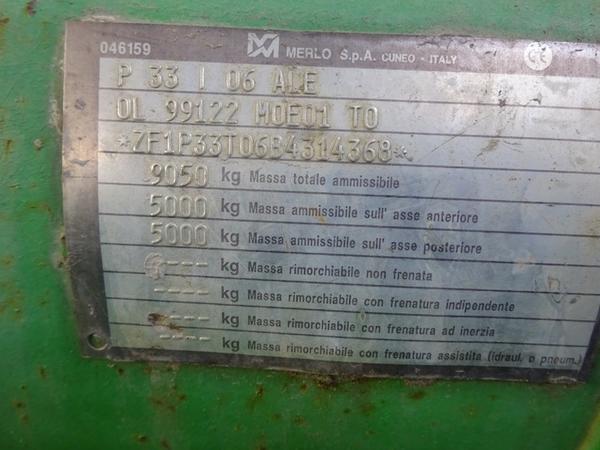 046159 MERLO S.p.A. CUNEO - ITALY CE
P 33 I 06 ADE
OL 99122 MOE01 TO
*ZF1P33T06B4314368*
9050 kg Massa totale ammissibile
5000 kg Massa ammissibile sull' asse anteriore
5000 kg Massa ammissibile sull' asse posteriore
---- kg Massa rimorchiabile non frenata
---- kg Massa rimorchiabile con frenatura indipendente
---- kg Massa rimorchiabile con frenatura ad inerzia
---- kg Massa rimorchiabile con frenatura assistita (idraul. o pneum.)